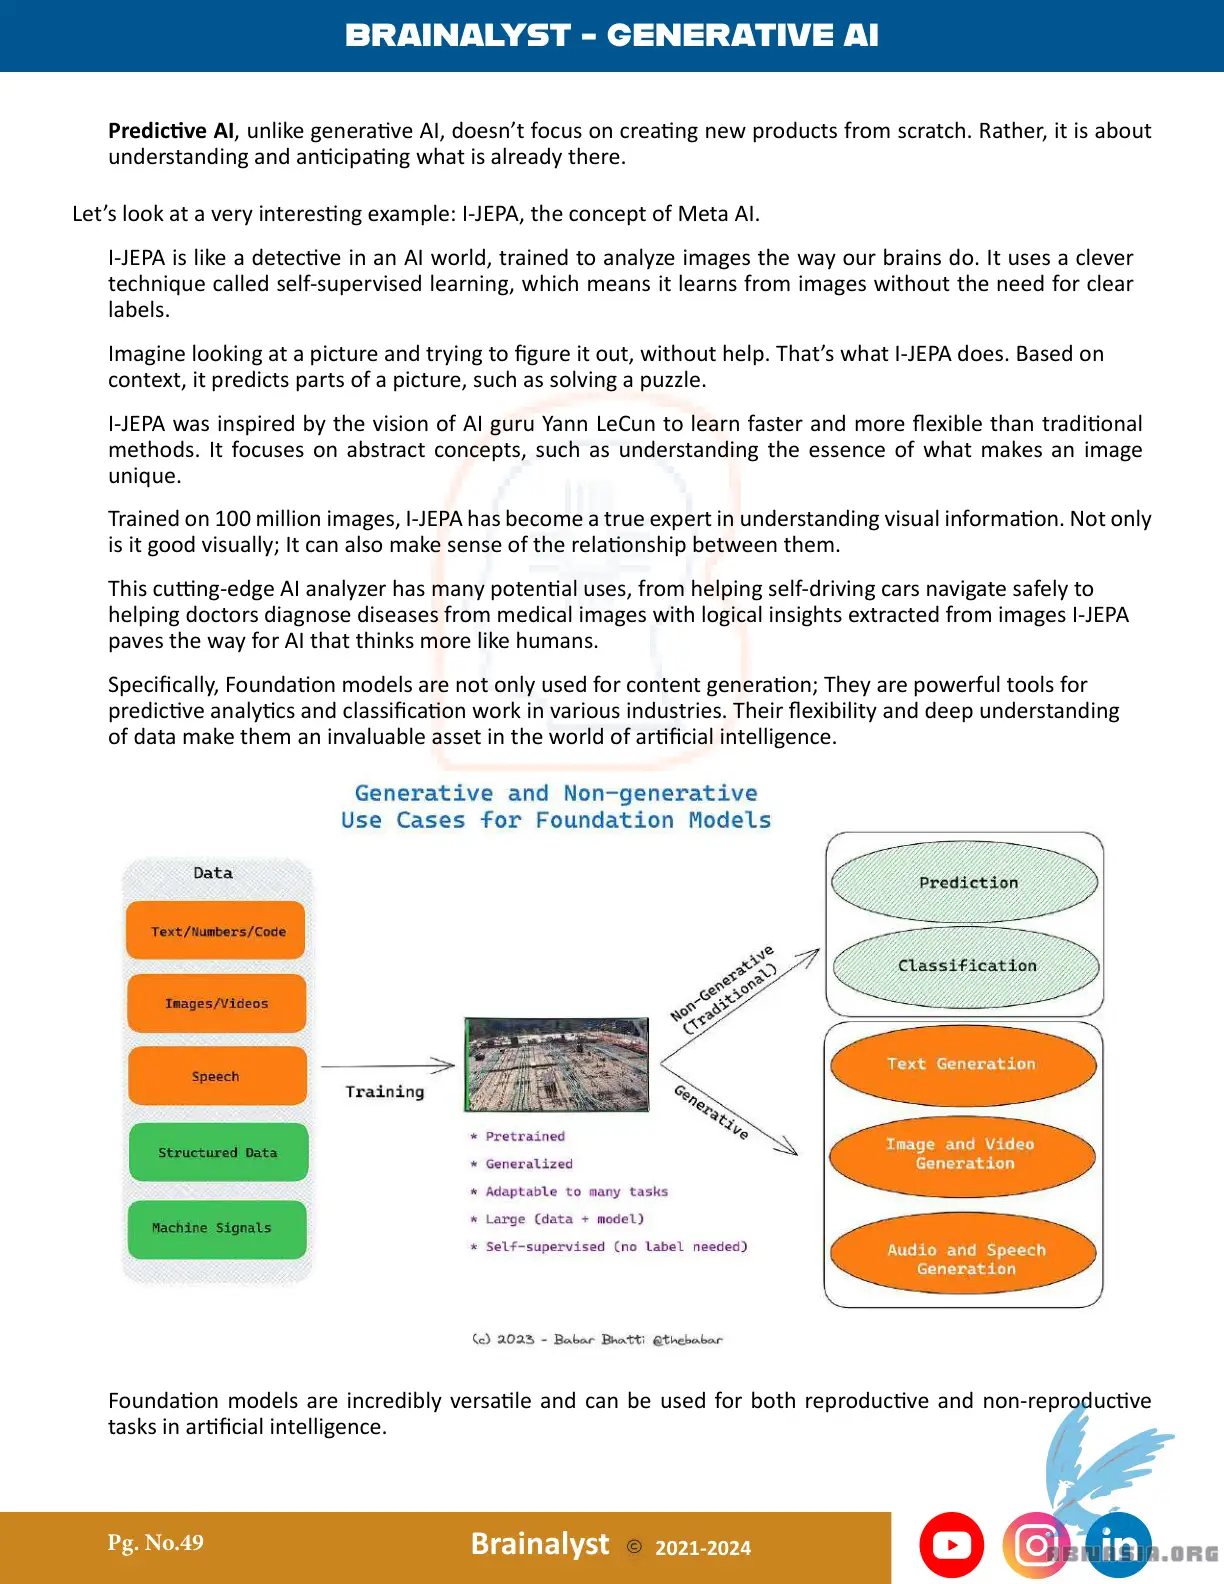 BRAINALYST - GENERATIVE AI
Predictive AI, unlike generative AI, doesn’t focus on creating new products from scratch. Rather, it is about
understanding and anticipating what is already there.
Let’s look at a very interesting example: I-JEPA, the concept of Meta AI.
I-JEPA is like a detective in an AI world, trained to analyze images the way our brains do. It uses a clever
technique called self-supervised learning, which means it learns from images without the need for clear
labels.
Imagine looking at a picture and trying to figure it out, without help. That’s what I-JEPA does. Based on
context, it predicts parts of a picture, such as solving a puzzle.
I-JEPA was inspired by the vision of AI guru Yann LeCun to learn faster and more flexible than traditional
methods. It focuses on abstract concepts, such as understanding the essence of what makes an image
unique.
Trained on 100 million images, I-JEPA has become a true expert in understanding visual information. Not only
is it good visually; It can also make sense of the relationship between them.
This cutting-edge AI analyzer has many potential uses, from helping self-driving cars navigate safely to
helping doctors diagnose diseases from medical images with logical insights extracted from images I-JEPA
paves the way for AI that thinks more like humans.
Specifically, Foundation models are not only used for content generation; They are powerful tools for
predictive analytics and classification work in various industries. Their flexibility and deep understanding
of data make them an invaluable asset in the world of artificial intelligence.
Generative and Non-generative
Use Cases for Foundation Models
Data
Text/Numbers/Code
Images/Videos
Speech
Structured Data
Machine Signals
Training
* Pretrained
* Generalized
* Adaptable to many tasks
* Large (data + model)
* Self-supervised (no label needed)
Non-Generative
(Traditional)
Generative
Prediction
Classification
Text Generation
Image and Video
Generation
Audio and Speech
Generation
(c) 2023 - Babar Bhatti @thebabar
Foundation models are incredibly versatile and can be used for both reproductive and non-reproductive
tasks in artificial intelligence.
Pg. No.49
Brainalyst © 2021-2024
in
ABINASIA.ORG